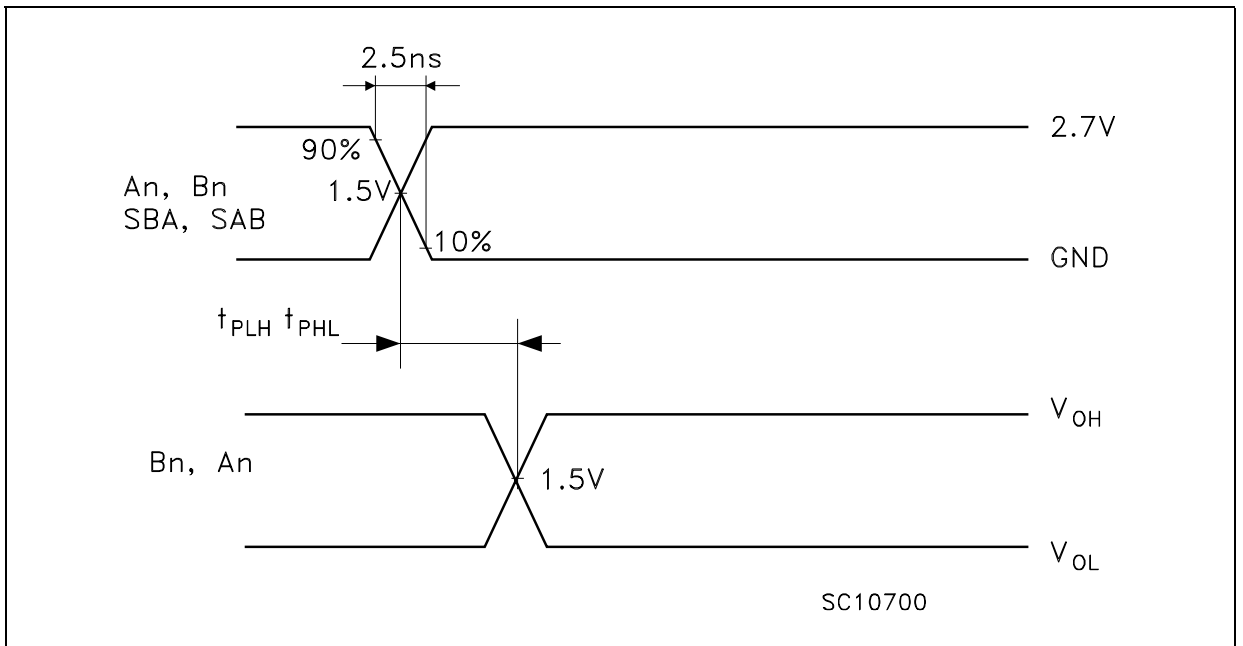 2.5ns
2.7V
90%
An, Bn
1.5V
SBA, SAB
10%
GND
tPLH tPHL
VOH
Bn, An
1.5V
VOL
SC10700